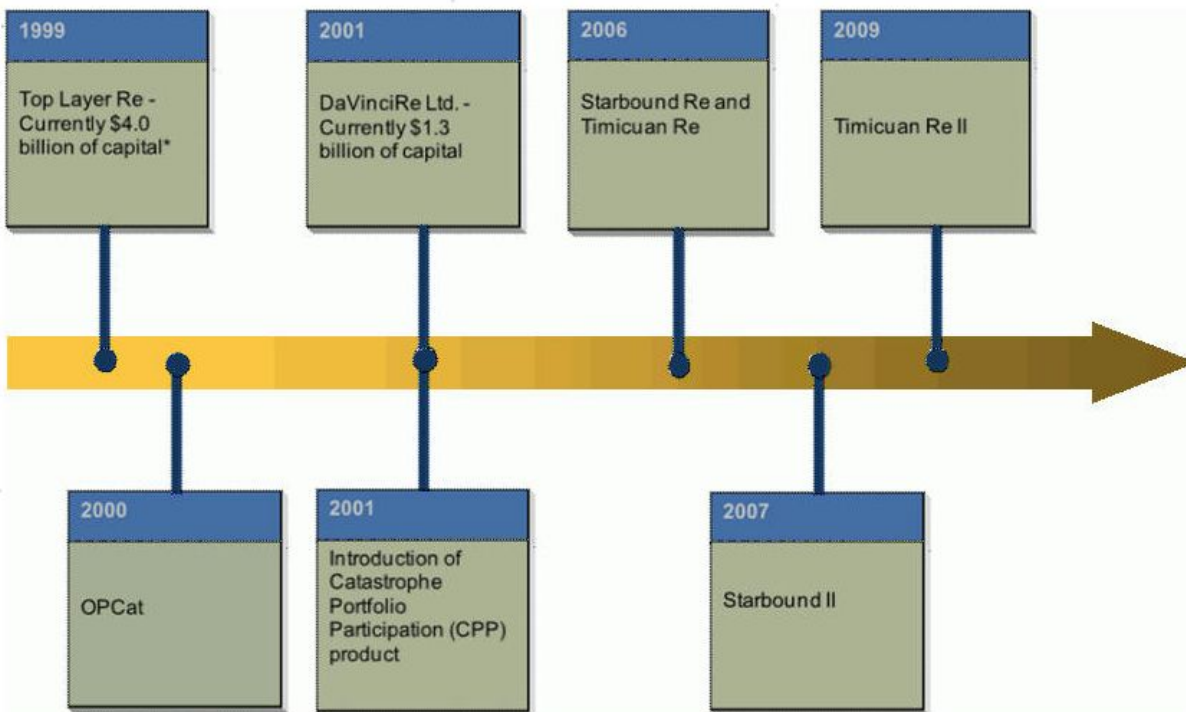 1999
Top Layer Re -
Currently $4.0
billion of capital*
2001
DaVinciRe Ltd. -
Currently $1.3
billion of capital
2006
Starbound Re and
Timicuan Re
2009
Timicuan Re II
2000
OPCat
2001
Introduction of
Catastrophe
Portfolio
Participation (CPP)
product
2007
Starbound II